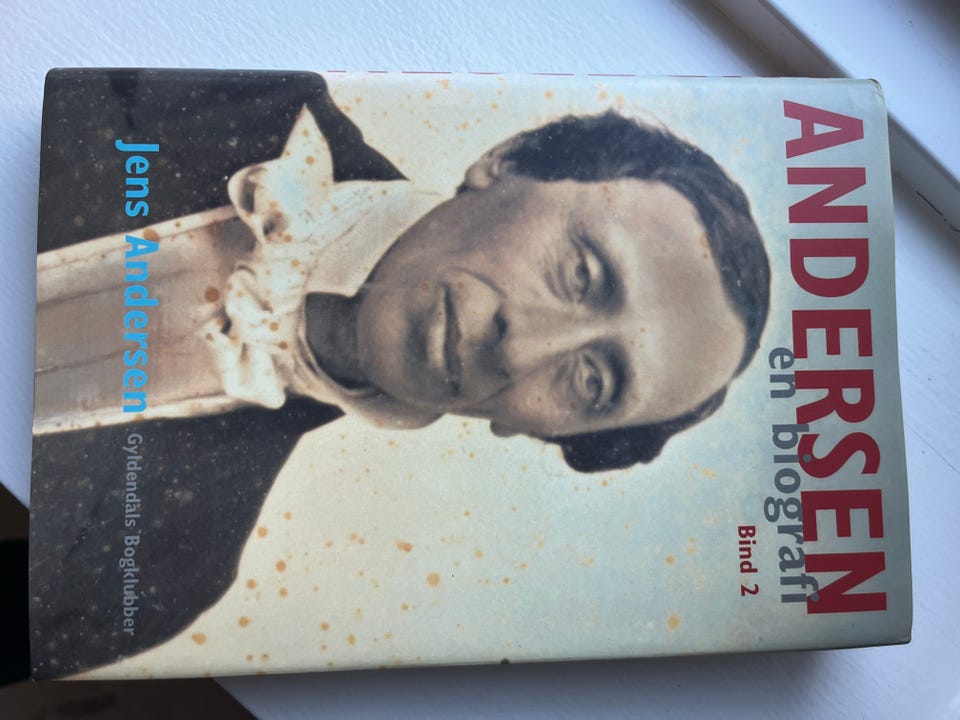 ANDERSEN
en biografi
Bind 2
Jens Andersen
Gyldendals Bogklubber